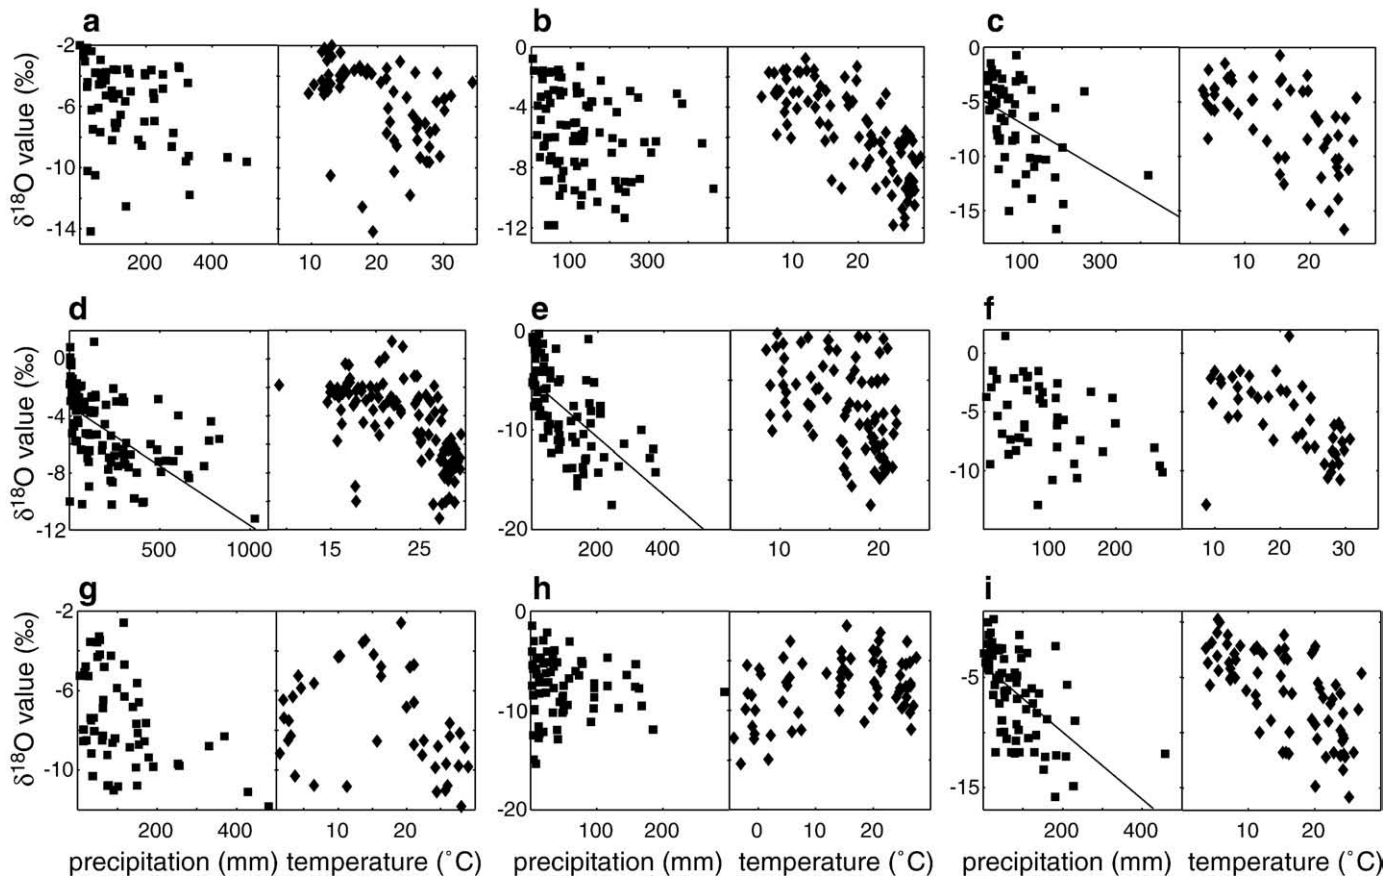 a b c
δ¹⁸O value (‰)
-2 -6 -10 -14
0 -4 -8 -12
0 -5 -10 -15
200 400 10 20 30
100 300 10 20
100 300 10 20
d e f
δ¹⁸O value (‰)
0 -4 -8 -12
0 -10 -20
0 -5 -10
500 1000 15 25
200 400 10 20
100 200 10 20 30
g h i
δ¹⁸O value (‰)
-2 -6 -10
0 -5 -10 -15 -20
-5 -15
200 400 10 20
100 200 0 10 20
200 400 10 20
precipitation (mm) temperature (°C) precipitation (mm) temperature (°C) precipitation (mm) temperature (°C)